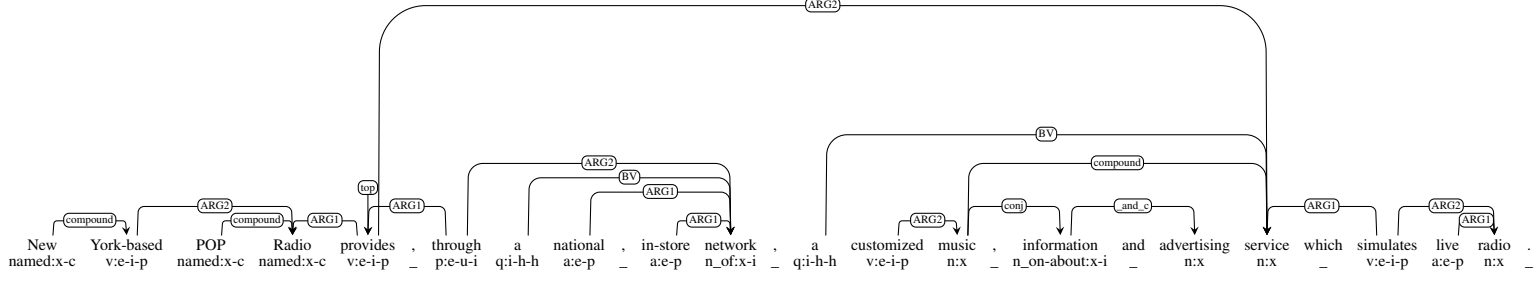 ARG2
BV
ARG2 compound
BV
top ARG1
compound ARG2 compound ARG1 ARG1 ARG1 ARG2 conj _and_c ARG1 ARG2 ARG1
New York-based POP Radio provides , through a national , in-store network , a customized music , information and advertising service which simulates live radio .
named:x-c v:e-i-p named:x-c named:x-c v:e-i-p _ p:e-u-i q:i-h-h a:e-p _ a:e-p n_of:x-i _ q:i-h-h v:e-i-p n:x _ n_on-about:x-i _ n:x n:x _ v:e-i-p a:e-p n:x _